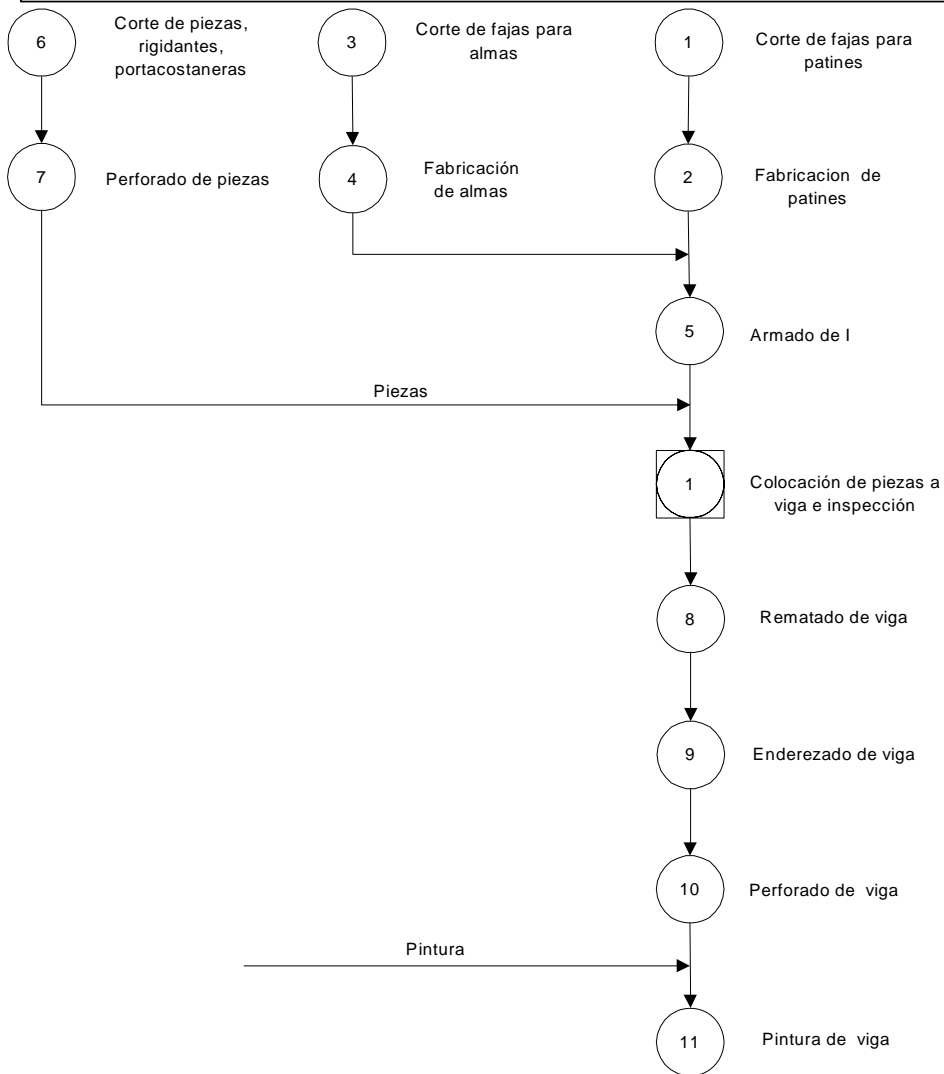 6
Corte de piezas,
rigidantes,
portacostaneras
3
Corte de fajas para
almas
1
Corte de fajas para
patines
7
Perforado de piezas
4
Fabricación
de almas
2
Fabricacion de
patines
5
Armado de I
Piezas
1
Colocación de piezas a
viga e inspección
8
Rematado de viga
9
Enderezado de viga
10
Perforado de viga
Pintura
11
Pintura de viga